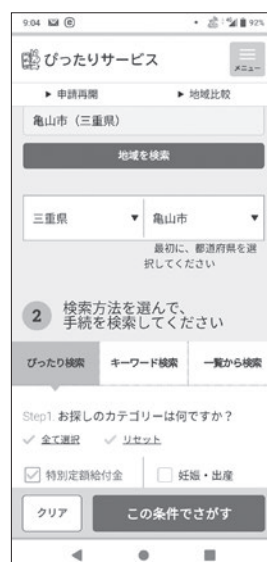 9:04 92%
ぴったりサービス
メニュー
▶ 申請再開 ▶ 地域比較
亀山市（三重県）
地域を検索
三重県 ▼ 亀山市 ▼
最初に、都道府県を選
択してください
2 検索方法を選んで、
手続を検索してください
ぴったり検索 キーワード検索 一覧から検索
Step1. お探しのカテゴリーは何ですか？
全て選択 リセット
特別定額給付金 妊娠・出産
クリア この条件でさがす